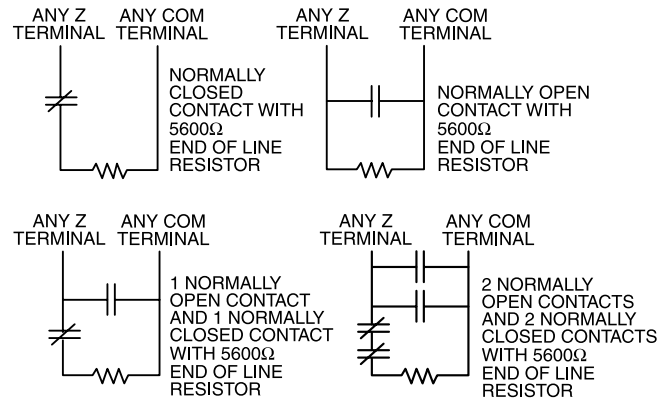 ANY Z
TERMINAL
ANY COM
TERMINAL
NORMALLY
CLOSED
CONTACT WITH
5600Ω
END OF LINE
RESISTOR
ANY Z
TERMINAL
ANY COM
TERMINAL
NORMALLY OPEN
CONTACT WITH
5600Ω
END OF LINE
RESISTOR
ANY Z
TERMINAL
ANY COM
TERMINAL
1 NORMALLY
OPEN CONTACT
AND 1 NORMALLY
CLOSED CONTACT
WITH 5600Ω
END OF LINE
RESISTOR
ANY Z
TERMINAL
ANY COM
TERMINAL
2 NORMALLY
OPEN CONTACTS
AND 2 NORMALLY
CLOSED CONTACTS
WITH 5600Ω
END OF LINE
RESISTOR